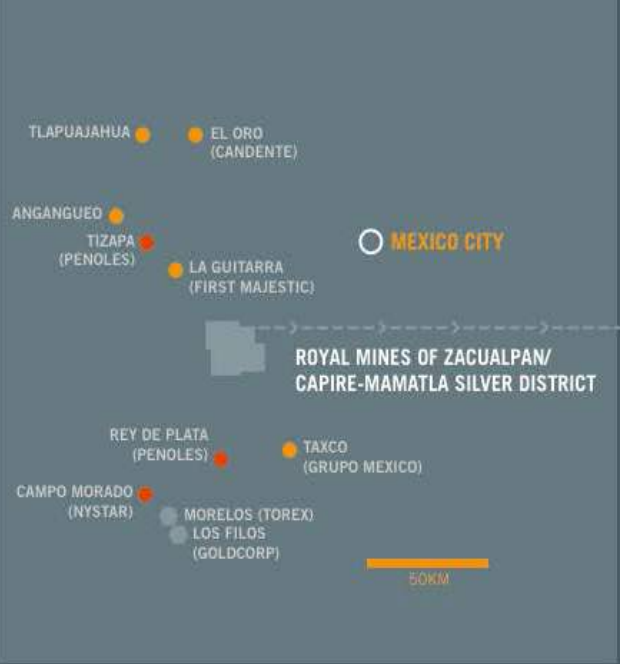 TLAPUAJAHUA
EL ORO
(CANDENTE)
ANGANGUEO
TIZAPA
(PENOLES)
MEXICO CITY
LA GUITARRA
(FIRST MAJESTIC)
ROYAL MINES OF ZACUALPAN/
CAPIRE-MAMATLA SILVER DISTRICT
REY DE PLATA
(PENOLES)
TAXCO
(GRUPO MEXICO)
CAMPO MORADO
(NYSTAR)
MORELOS (TOREX)
LOS FILOS
(GOLDCORP)
50KM